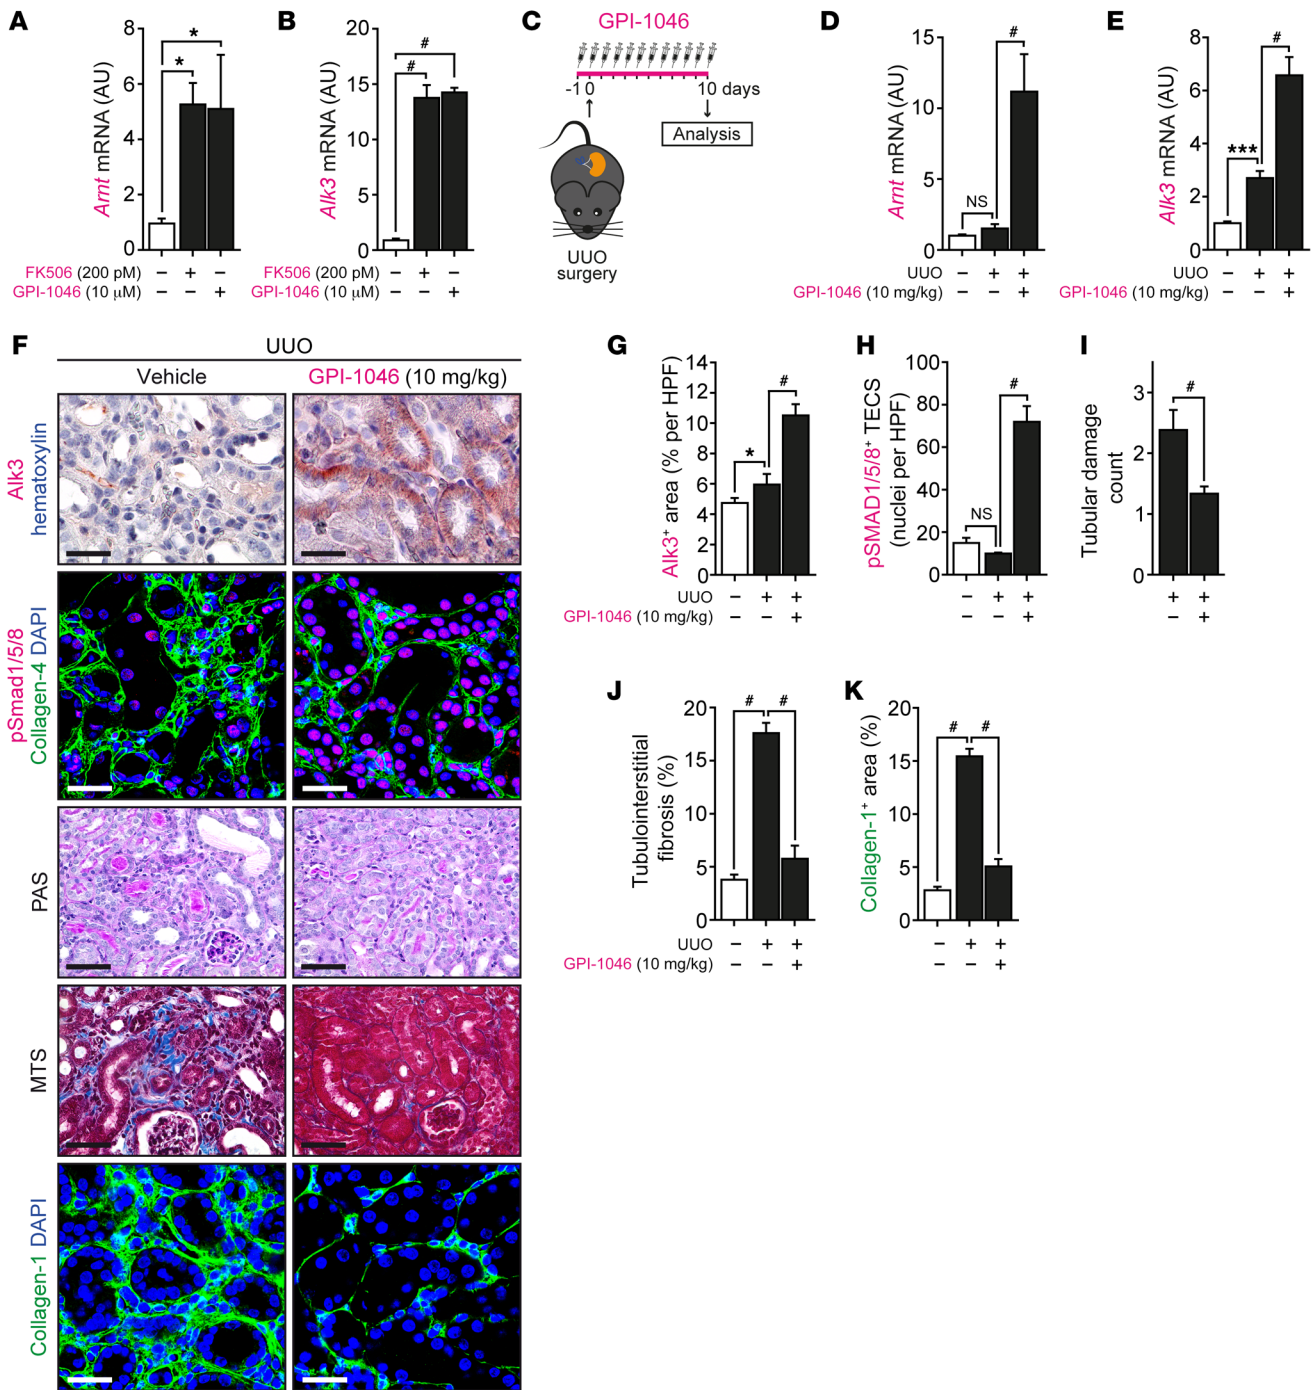 A
Arnt mRNA (AU)
8
6
4
2
0
*
*
FK506 (200 pM) − + −
GPI-1046 (10 µM) − − +
B
Alk3 mRNA (AU)
20
15
10
5
0
#
#
FK506 (200 pM) − + −
GPI-1046 (10 µM) − − +
C
GPI-1046
-1 0 10 days
Analysis
UUO
surgery
D
Arnt mRNA (AU)
15
10
5
0
#
NS
UUO − + +
GPI-1046 (10 mg/kg) − − +
E
Alk3 mRNA (AU)
8
6
4
2
0
#
***
UUO − + +
GPI-1046 (10 mg/kg) − − +
F
UUO
Vehicle GPI-1046 (10 mg/kg)
Alk3
hematoxylin
pSmad1/5/8
Collagen-4 DAPI
PAS
MTS
Collagen-1 DAPI
G
Alk3+ area (% per HPF)
14
12
10
8
6
4
2
0
#
*
UUO − + +
GPI-1046 (10 mg/kg) − − +
H
pSMAD1/5/8+ TECS
(nuclei per HPF)
100
80
60
40
20
0
#
NS
− + +
− − +
I
Tubular damage
count
3
2
1
0
#
+ +
− +
J
Tubulointerstitial
fibrosis (%)
20
15
10
5
0
# #
UUO − + +
GPI-1046 (10 mg/kg) − − +
K
Collagen-1+ area (%)
20
15
10
5
0
# #
− + +
− − +